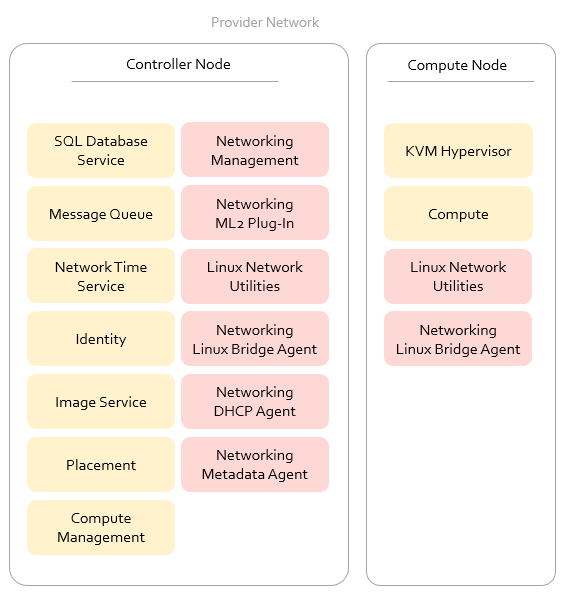 Provider Network
Controller Node
SQL Database
Service
Message Queue
Network Time
Service
Identity
Image Service
Placement
Compute
Management
Networking
Management
Networking
ML2 Plug-In
Linux Network
Utilities
Networking
Linux Bridge Agent
Networking
DHCP Agent
Networking
Metadata Agent
Compute Node
KVM Hypervisor
Compute
Linux Network
Utilities
Networking
Linux Bridge Agent